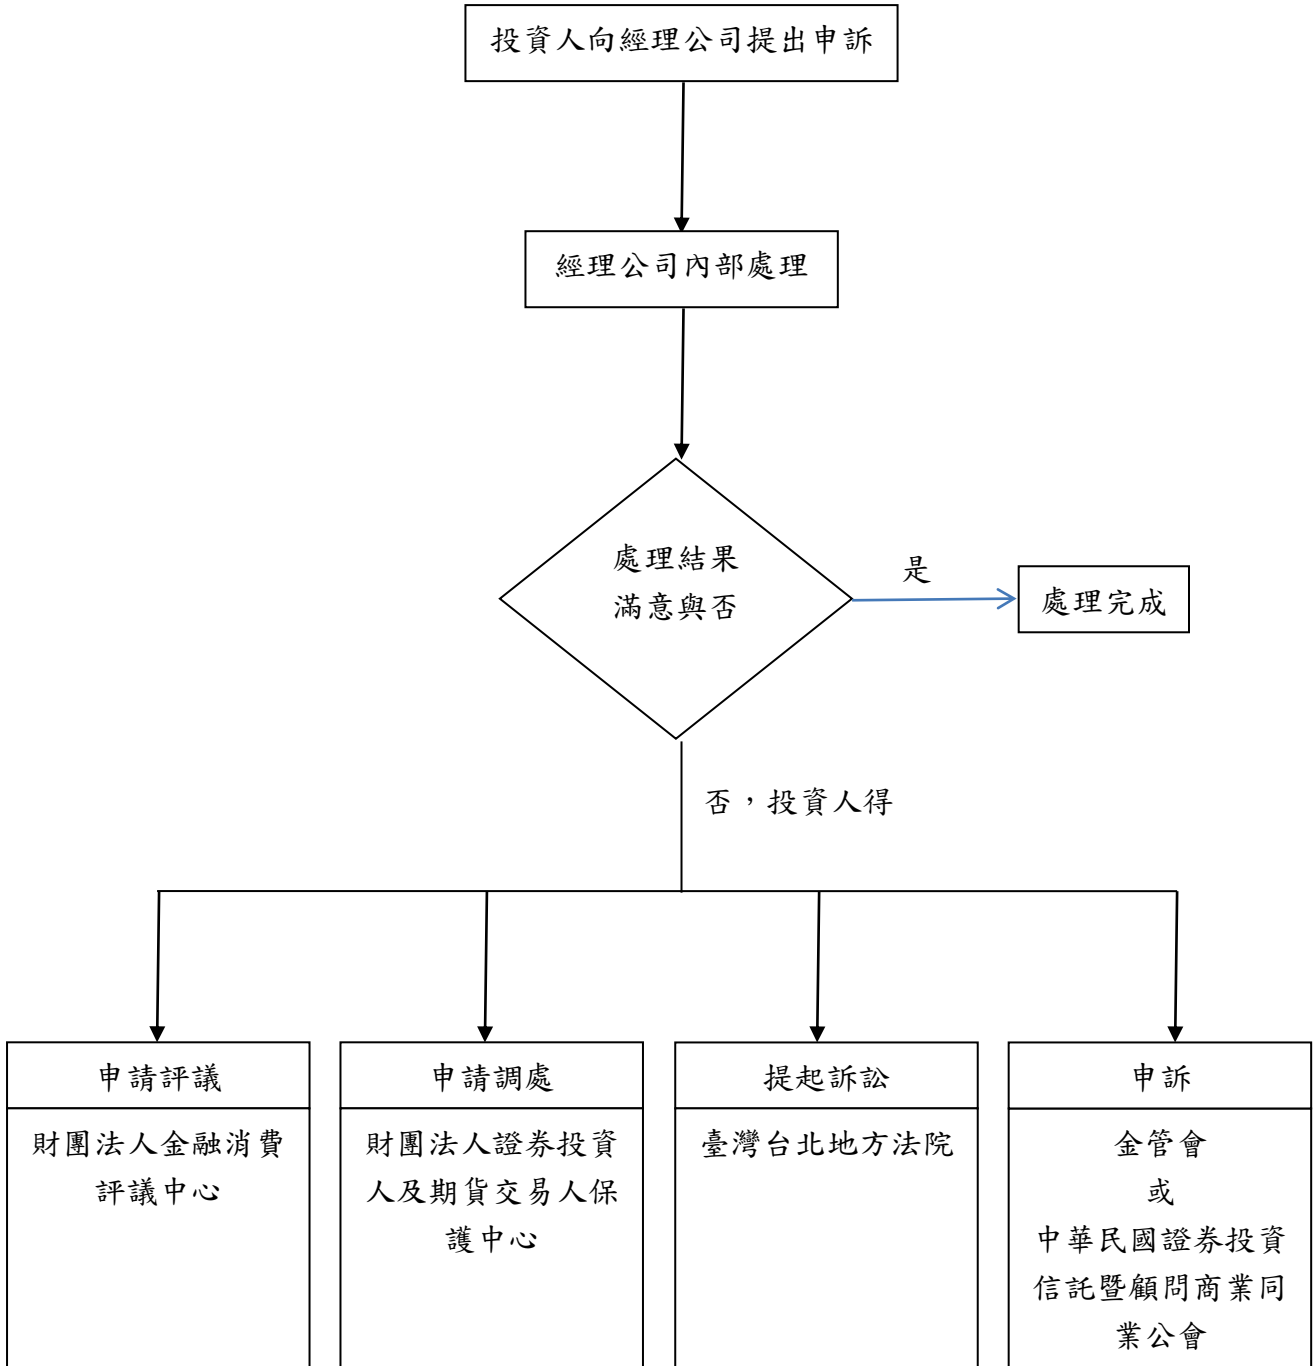 投資人向經理公司提出申訴
經理公司內部處理
處理結果
滿意與否
是
處理完成
否，投資人得
申請評議
財團法人金融消費
評議中心
申請調處
財團法人證券投資
人及期貨交易人保
護中心
提起訴訟
臺灣台北地方法院
申訴
金管會
或
中華民國證券投資
信託暨顧問商業同
業公會